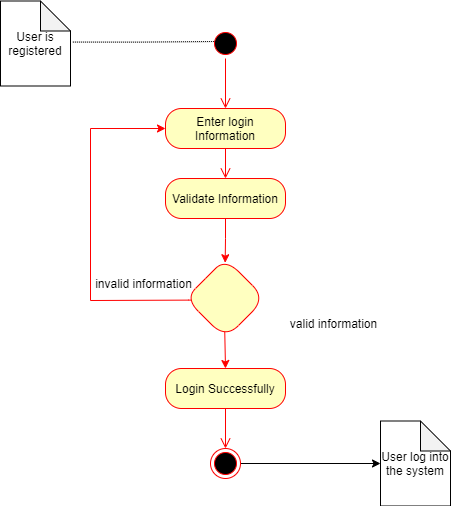 User is
registered
Enter login
Information
Validate Information
invalid information
valid information
Login Successfully
User log into
the system